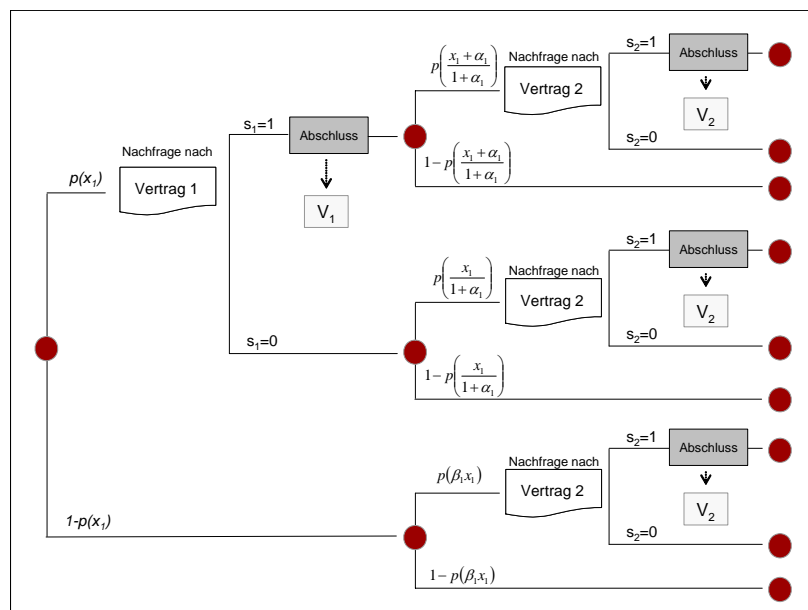 p(x₁)
Nachfrage nach
Vertrag 1
s₁=1
Abschluss
V₁
s₁=0
p((x₁ + α₁)/(1 + α₁))
Nachfrage nach
Vertrag 2
s₂=1
Abschluss
V₂
s₂=0
1 − p((x₁ + α₁)/(1 + α₁))
p(x₁/(1 + α₁))
Nachfrage nach
Vertrag 2
s₂=1
Abschluss
V₂
s₂=0
1 − p(x₁/(1 + α₁))
1-p(x₁)
p(β₁x₁)
Nachfrage nach
Vertrag 2
s₂=1
Abschluss
V₂
s₂=0
1 − p(β₁x₁)